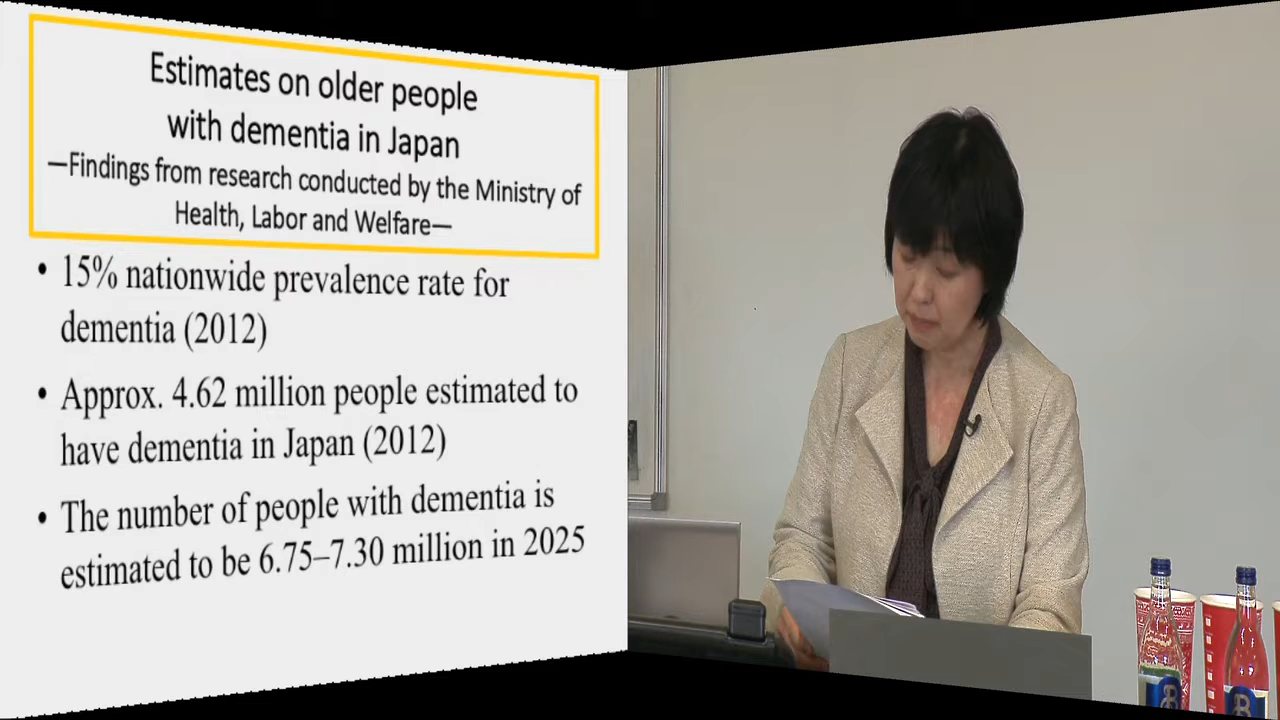 Estimates on older people
with dementia in Japan
—Findings from research conducted by the Ministry of
Health, Labor and Welfare—
• 15% nationwide prevalence rate for
dementia (2012)
• Approx. 4.62 million people estimated to
have dementia in Japan (2012)
• The number of people with dementia is
estimated to be 6.75–7.30 million in 2025
B
B